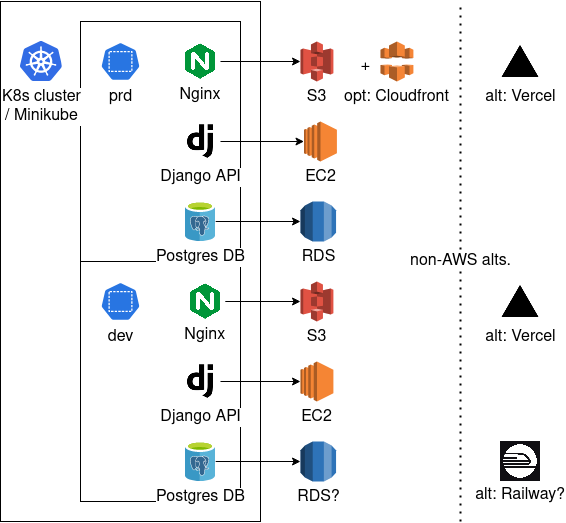 K8s cluster
/ Minikube
prd
Nginx
S3
+
opt: Cloudfront
alt: Vercel
dj
Django API
EC2
Postgres DB
RDS
non-AWS alts.
dev
Nginx
S3
alt: Vercel
dj
Django API
EC2
Postgres DB
RDS?
alt: Railway?